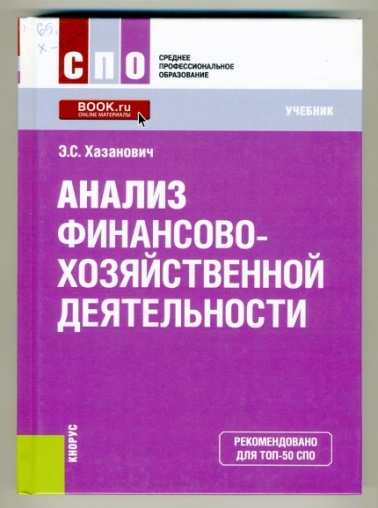 СПО
СРЕДНЕЕ
ПРОФЕССИОНАЛЬНОЕ
ОБРАЗОВАНИЕ
BOOK.ru
ONLINE МАТЕРИАЛЫ
УЧЕБНИК
Э.С. Хазанович
АНАЛИЗ
ФИНАНСОВО-
ХОЗЯЙСТВЕННОЙ
ДЕЯТЕЛЬНОСТИ
КНОРУС
РЕКОМЕНДОВАНО
ДЛЯ ТОП-50 СПО